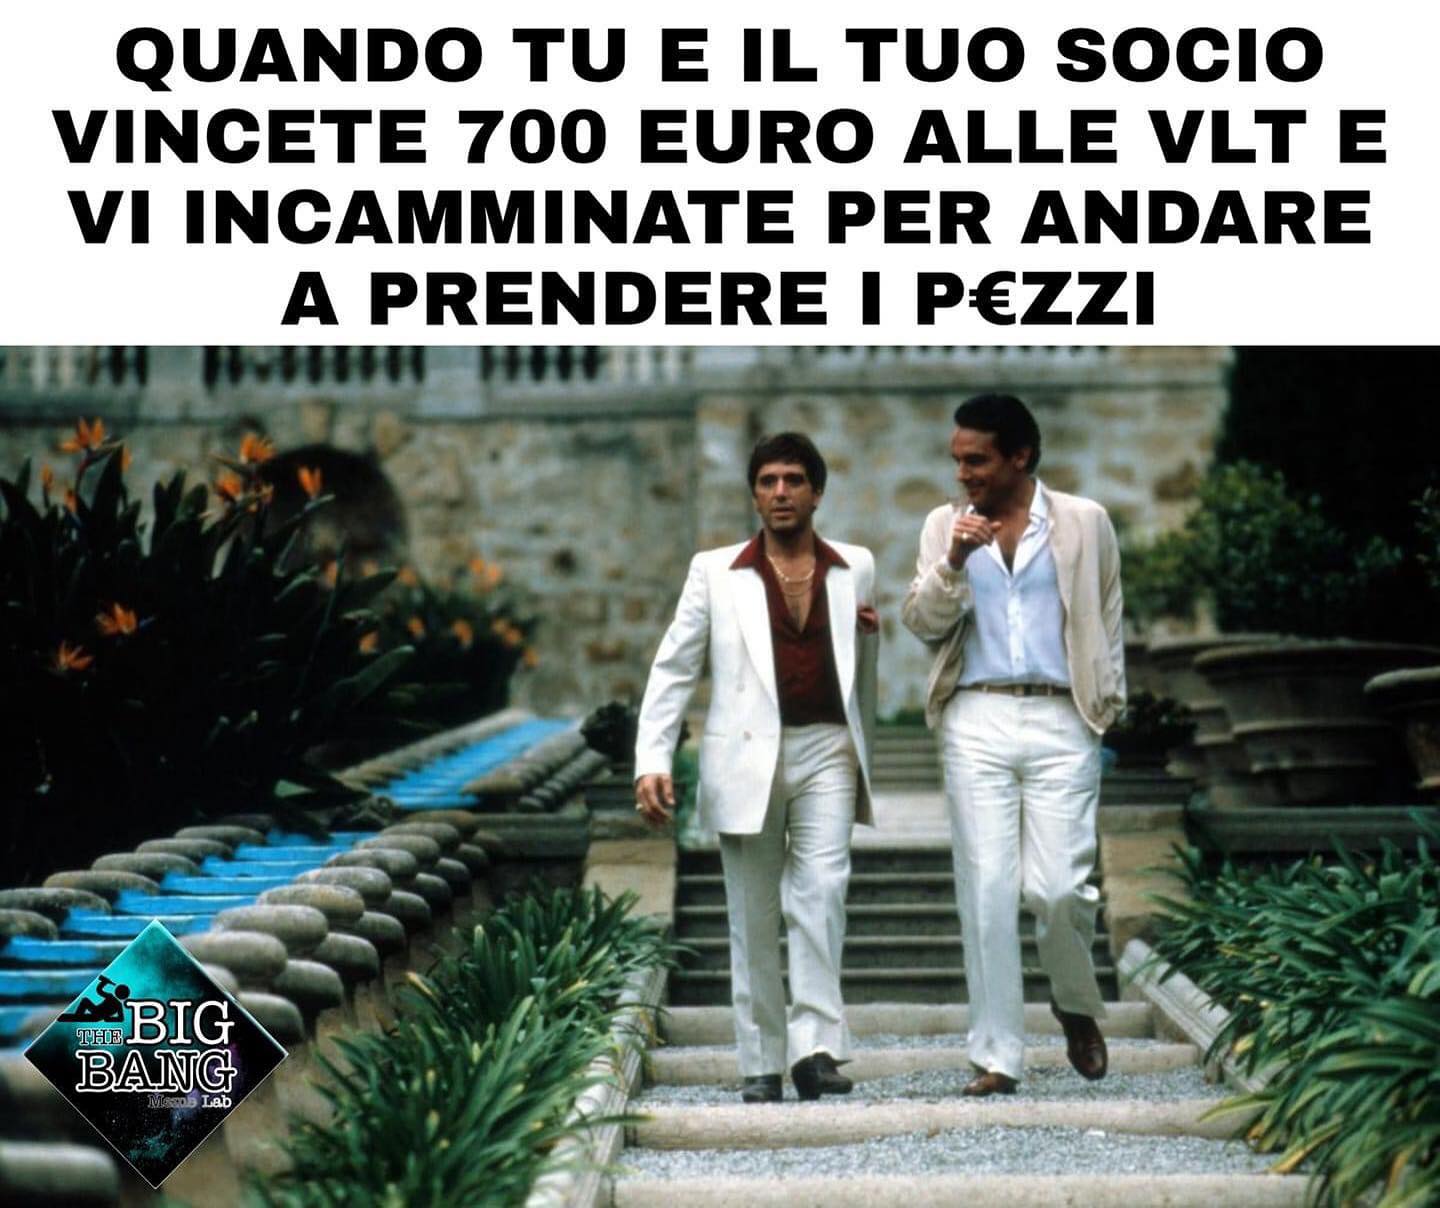 QUANDO TU E IL TUO SOCIO
VINCETE 700 EURO ALLE VLT E
VI INCAMMINATE PER ANDARE
A PRENDERE I P€ZZI
THE BIG
BANG
Meme Lab